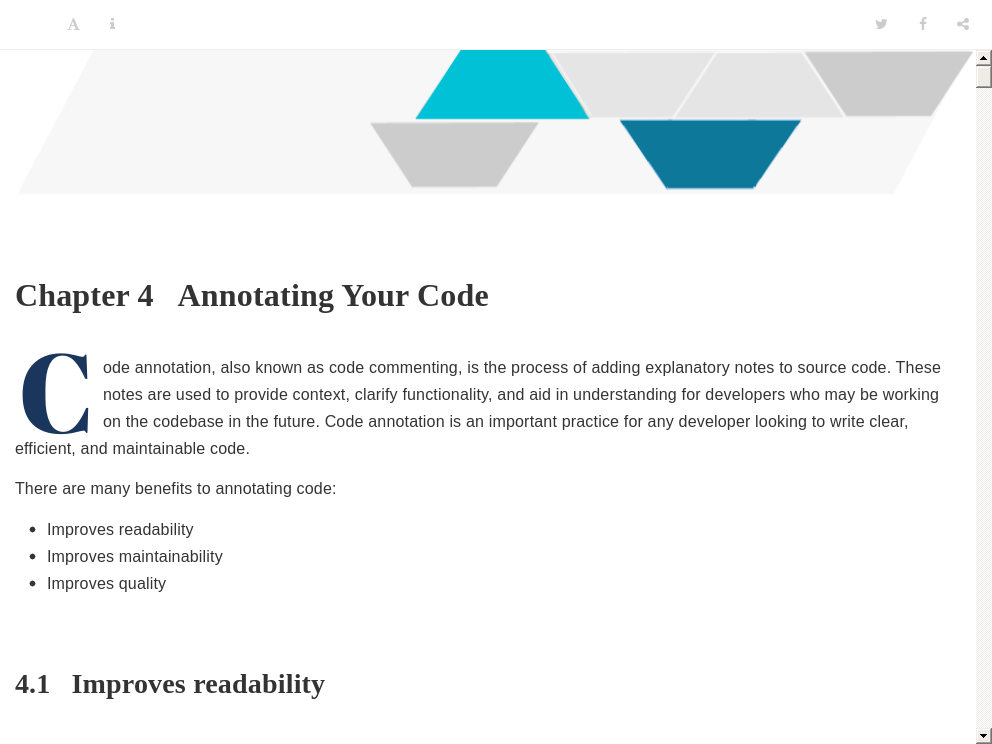 A i
Chapter 4 Annotating Your Code
Code annotation, also known as code commenting, is the process of adding explanatory notes to source code. These
notes are used to provide context, clarify functionality, and aid in understanding for developers who may be working
on the codebase in the future. Code annotation is an important practice for any developer looking to write clear,
efficient, and maintainable code.
There are many benefits to annotating code:
• Improves readability
• Improves maintainability
• Improves quality
4.1 Improves readability